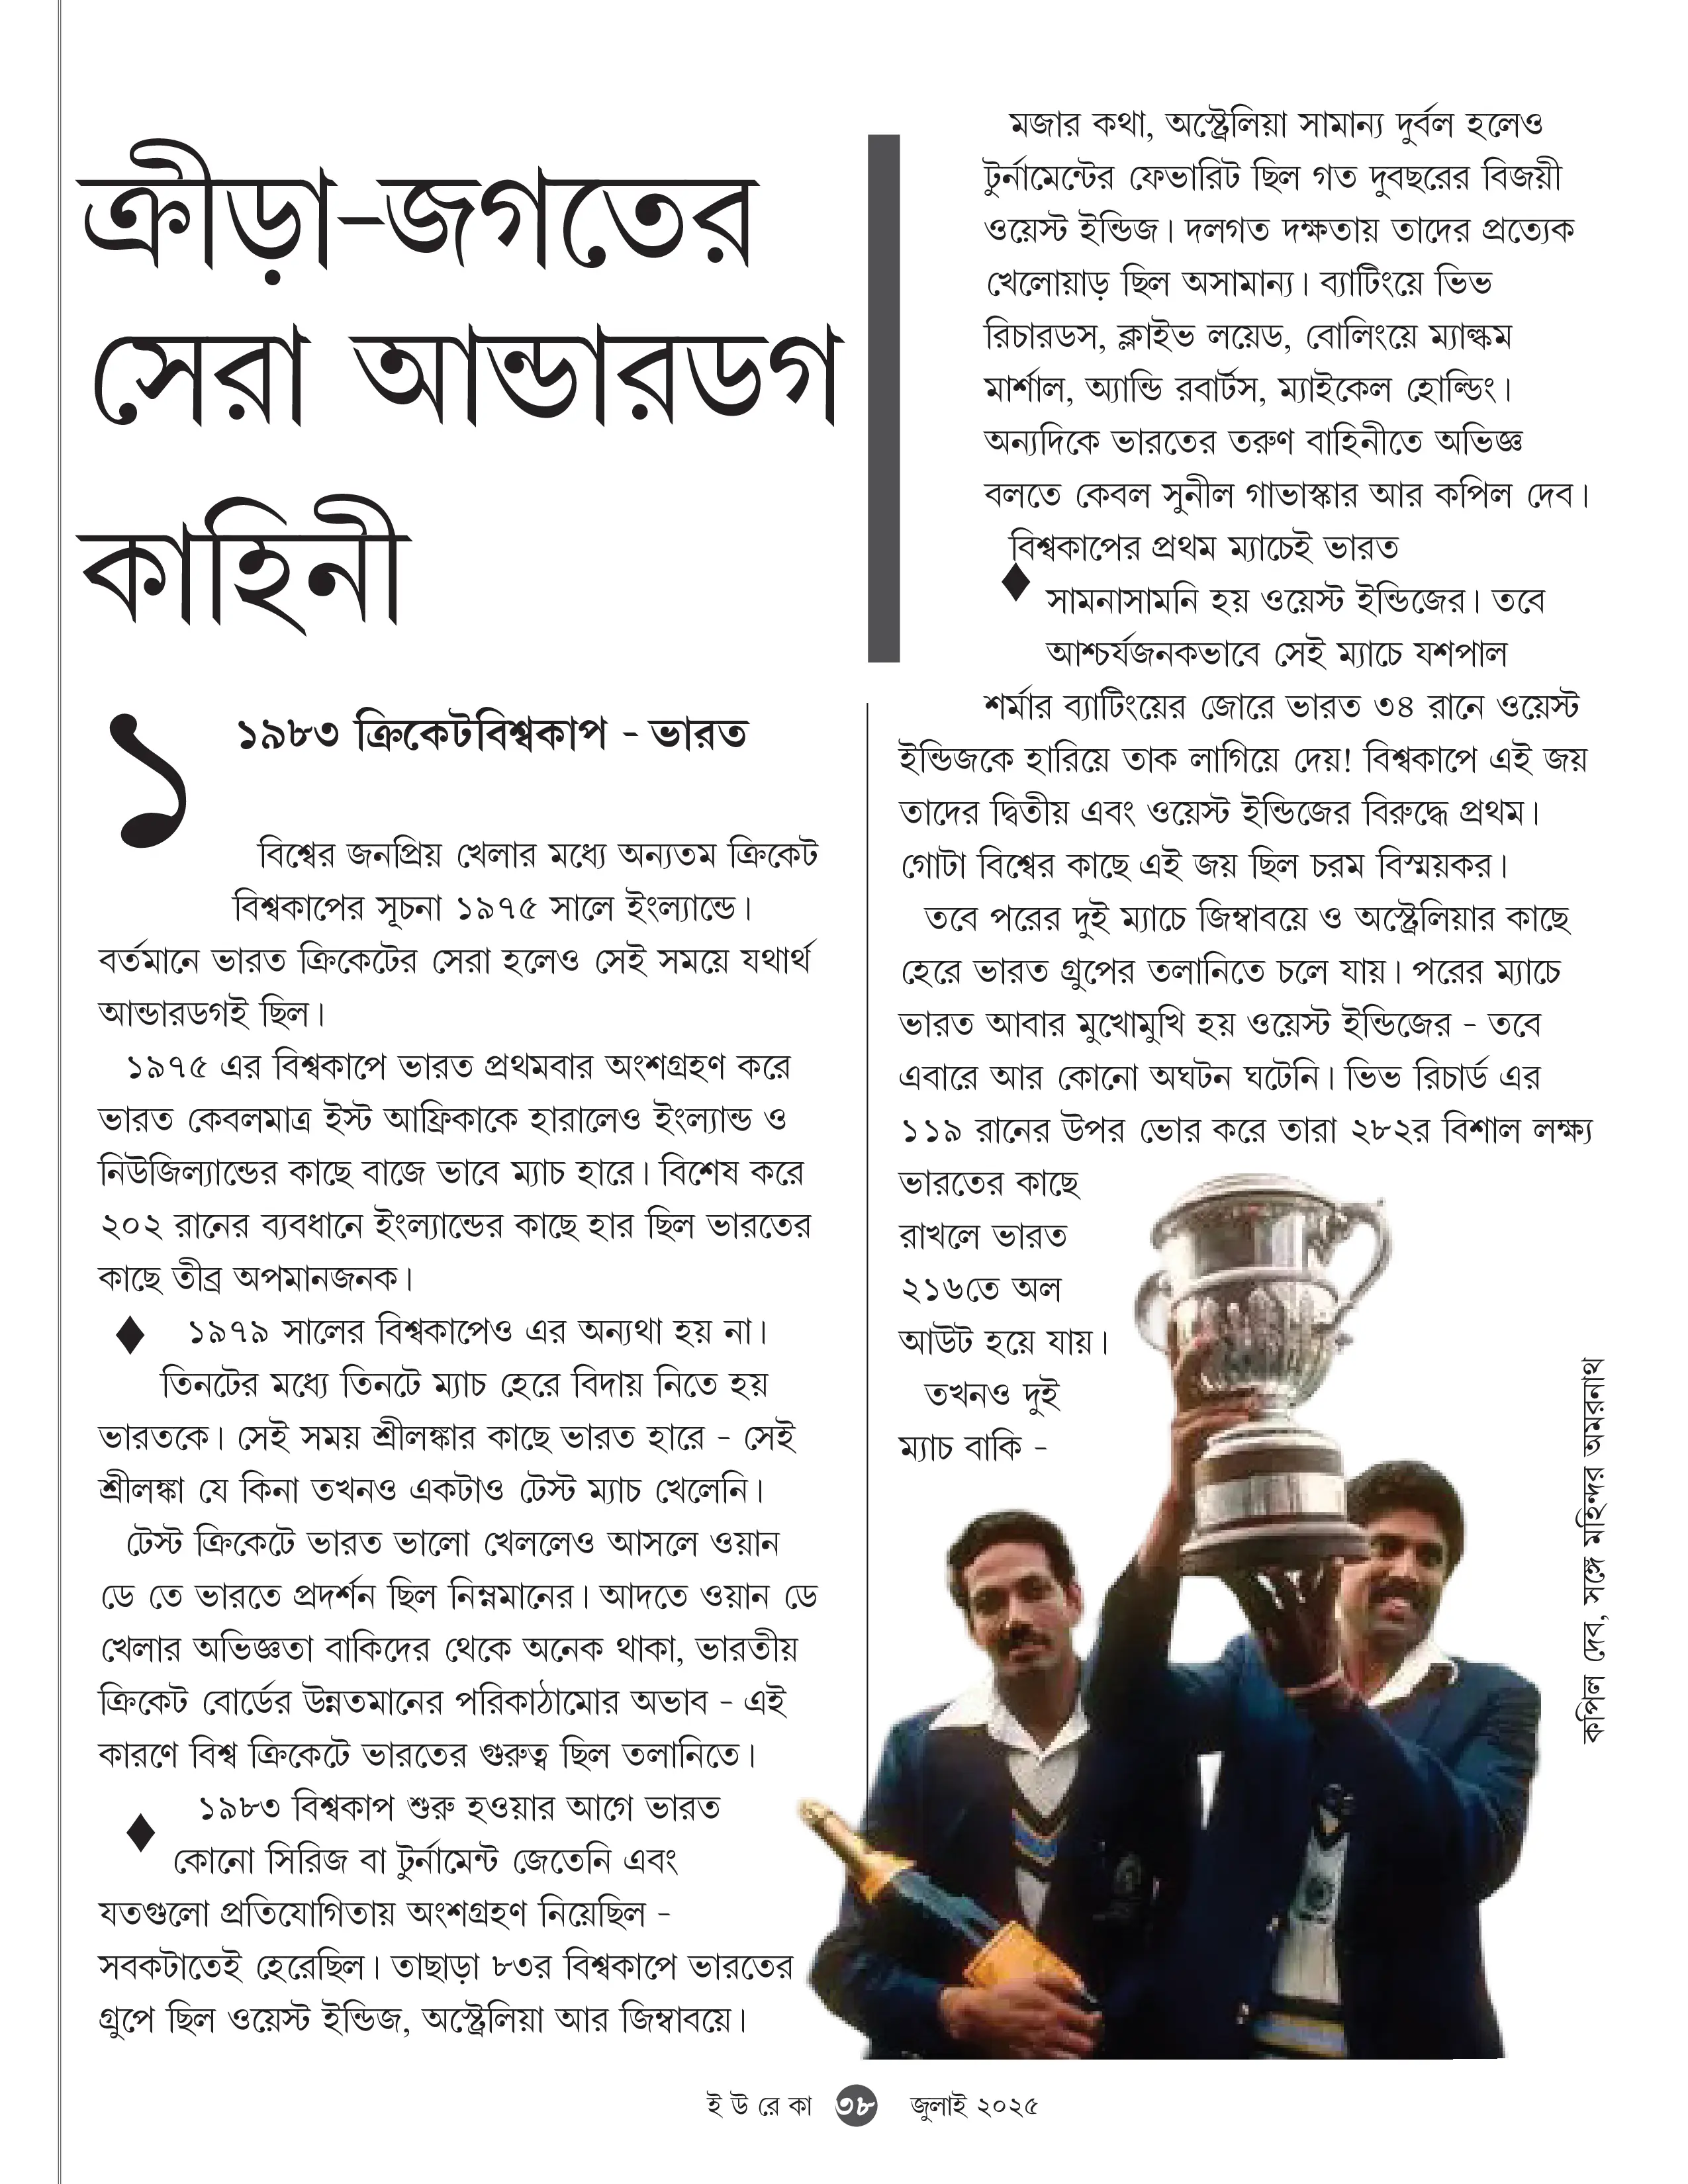 ক্রীড়া-জগতের
সেরা আন্ডারডগ
কাহিনী
১
১৯৮৩ ক্রিকেটবিশ্বকাপ - ভারত
বিশ্বের জনপ্রিয় খেলার মধ্যে অন্যতম ক্রিকেট
বিশ্বকাপের সূচনা ১৯৭৫ সালে ইংল্যান্ডে।
বর্তমানে ভারত ক্রিকেটের সেরা হলেও সেই সময়ে যথার্থ
আন্ডারডগই ছিল।
১৯৭৫ এর বিশ্বকাপে ভারত প্রথমবার অংশগ্রহণ করে
ভারত কেবলমাত্র ইস্ট আফ্রিকাকে হারালেও ইংল্যান্ড ও
নিউজিল্যান্ডের কাছে বাজে ভাবে ম্যাচ হারে। বিশেষ করে
২০২ রানের ব্যবধানে ইংল্যান্ডের কাছে হার ছিল ভারতের
কাছে তীব্র অপমানজনক।
♦ ১৯৭৯ সালের বিশ্বকাপেও এর অন্যথা হয় না।
তিনটের মধ্যে তিনটে ম্যাচ হেরে বিদায় নিতে হয়
ভারতকে। সেই সময় শ্রীলঙ্কার কাছে ভারত হারে - সেই
শ্রীলঙ্কা যে কিনা তখনও একটাও টেস্ট ম্যাচ খেলেনি।
টেস্ট ক্রিকেটে ভারত ভালো খেললেও আসলে ওয়ান
ডে তে ভারতে প্রদর্শন ছিল নিম্নমানের। আদতে ওয়ান ডে
খেলার অভিজ্ঞতা বাকিদের থেকে অনেক থাকা, ভারতীয়
ক্রিকেট বোর্ডের উন্নতমানের পরিকাঠামোর অভাব - এই
কারণে বিশ্ব ক্রিকেটে ভারতের গুরুত্ব ছিল তলানিতে।
♦ ১৯৮৩ বিশ্বকাপ শুরু হওয়ার আগে ভারত
কোনো সিরিজ বা টুর্নামেন্ট জেতেনি এবং
যতগুলো প্রতিযোগিতায় অংশগ্রহণ নিয়েছিল -
সবকটাতেই হেরেছিল। তাছাড়া ৮৩র বিশ্বকাপে ভারতের
গ্রুপে ছিল ওয়েস্ট ইন্ডিজ, অস্ট্রেলিয়া আর জিম্বাবয়ে।
মজার কথা, অস্ট্রেলিয়া সামান্য দুর্বল হলেও
টুর্নামেন্টের ফেভারিট ছিল গত দুবছরের বিজয়ী
ওয়েস্ট ইন্ডিজ। দলগত দক্ষতায় তাদের প্রত্যেক
খেলোয়াড় ছিল অসামান্য। ব্যাটিংয়ে ভিভ
রিচারডস, ক্লাইভ লয়েড, বোলিংয়ে ম্যাল্কম
মার্শাল, অ্যান্ডি রবার্টস, ম্যাইকেল হোল্ডিং।
অন্যদিকে ভারতের তরুণ বাহিনীতে অভিজ্ঞ
বলতে কেবল সুনীল গাভাস্কার আর কপিল দেব।
বিশ্বকাপের প্রথম ম্যাচেই ভারত
♦ সামনাসামনি হয় ওয়েস্ট ইন্ডিজের। তবে
আশ্চর্যজনকভাবে সেই ম্যাচে যশপাল
শর্মার ব্যাটিংয়ের জোরে ভারত ৩৪ রানে ওয়েস্ট
ইন্ডিজকে হারিয়ে তাক লাগিয়ে দেয়! বিশ্বকাপে এই জয়
তাদের দ্বিতীয় এবং ওয়েস্ট ইন্ডিজের বিরুদ্ধে প্রথম।
গোটা বিশ্বের কাছে এই জয় ছিল চরম বিস্ময়কর।
তবে পরের দুই ম্যাচে জিম্বাবয়ে ও অস্ট্রেলিয়ার কাছে
হেরে ভারত গ্রুপের তলানিতে চলে যায়। পরের ম্যাচে
ভারত আবার মুখোমুখি হয় ওয়েস্ট ইন্ডিজের - তবে
এবারে আর কোনো অঘটন ঘটেনি। ভিভ রিচার্ড এর
১১৯ রানের উপর ভোর করে তারা ২৮২র বিশাল লক্ষ্য
ভারতের কাছে
রাখলে ভারত
২১৬তে অল
আউট হয়ে যায়।
তখনও দুই
ম্যাচ বাকি -
কপিল দেব, সঙ্গে মহিন্দর অমরনাথ
ই উ রে কা ৩৮ জুলাই ২০২৫